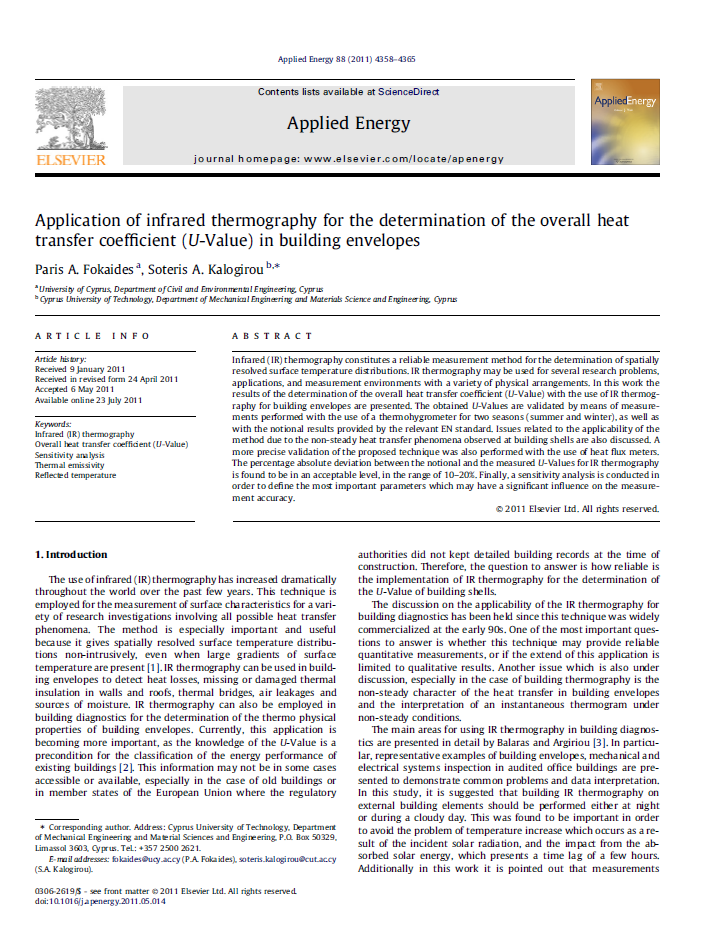 Applied Energy 88 (2011) 4358–4365
Contents lists available at ScienceDirect
Applied Energy
journal homepage: www.elsevier.com/locate/apenergy
ELSEVIER
AppliedEnergy
Application of infrared thermography for the determination of the overall heat
transfer coefficient (U-Value) in building envelopes
Paris A. Fokaides a, Soteris A. Kalogirou b,*
a University of Cyprus, Department of Civil and Environmental Engineering, Cyprus
b Cyprus University of Technology, Department of Mechanical Engineering and Materials Science and Engineering, Cyprus
ARTICLE INFO
Article history:
Received 9 January 2011
Received in revised form 24 April 2011
Accepted 6 May 2011
Available online 23 July 2011
Keywords:
Infrared (IR) thermography
Overall heat transfer coefficient (U-Value)
Sensitivity analysis
Thermal emissivity
Reflected temperature
ABSTRACT
Infrared (IR) thermography constitutes a reliable measurement method for the determination of spatially
resolved surface temperature distributions. IR thermography may be used for several research problems,
applications, and measurement environments with a variety of physical arrangements. In this work the
results of the determination of the overall heat transfer coefficient (U-Value) with the use of IR thermog-
raphy for building envelopes are presented. The obtained U-Values are validated by means of measure-
ments performed with the use of a thermohygrometer for two seasons (summer and winter), as well as
with the notional results provided by the relevant EN standard. Issues related to the applicability of the
method due to the non-steady heat transfer phenomena observed at building shells are also discussed. A
more precise validation of the proposed technique was also performed with the use of heat flux meters.
The percentage absolute deviation between the notional and the measured U-Values for IR thermography
is found to be in an acceptable level, in the range of 10–20%. Finally, a sensitivity analysis is conducted in
order to define the most important parameters which may have a significant influence on the measure-
ment accuracy.
© 2011 Elsevier Ltd. All rights reserved.
1. Introduction
The use of infrared (IR) thermography has increased dramatically
throughout the world over the past few years. This technique is
employed for the measurement of surface characteristics for a vari-
ety of research investigations involving all possible heat transfer
phenomena. The method is especially important and useful
because it gives spatially resolved surface temperature distribu-
tions non-intrusively, even when large gradients of surface
temperature are present [1]. IR thermography can be used in build-
ing envelopes to detect heat losses, missing or damaged thermal
insulation in walls and roofs, thermal bridges, air leakages and
sources of moisture. IR thermography can also be employed in
building diagnostics for the determination of the thermo physical
properties of building envelopes. Currently, this application is
becoming more important, as the knowledge of the U-Value is a
precondition for the classification of the energy performance of
existing buildings [2]. This information may not be in some cases
accessible or available, especially in the case of old buildings or
in member states of the European Union where the regulatory
* Corresponding author. Address: Cyprus University of Technology, Department
of Mechanical Engineering and Material Sciences and Engineering, P.O. Box 50329,
Limassol 3603, Cyprus. Tel.: +357 2500 2621.
E-mail addresses: fokaides@ucy.ac.cy (P.A. Fokaides), soteris.kalogirou@cut.ac.cy
(S.A. Kalogirou).
0306-2619/$ - see front matter © 2011 Elsevier Ltd. All rights reserved.
doi:10.1016/j.apenergy.2011.05.014
authorities did not kept detailed building records at the time of
construction. Therefore, the question to answer is how reliable is
the implementation of IR thermography for the determination of
the U-Value of building shells.
The discussion on the applicability of the IR thermography for
building diagnostics has been held since this technique was widely
commercialized at the early 90s. One of the most important ques-
tions to answer is whether this technique may provide reliable
quantitative measurements, or if the extend of this application is
limited to qualitative results. Another issue which is also under
discussion, especially in the case of building thermography is the
non-steady character of the heat transfer in building envelopes
and the interpretation of an instantaneous thermogram under
non-steady conditions.
The main areas for using IR thermography in building diagnos-
tics are presented in detail by Balaras and Argiriou [3]. In particu-
lar, representative examples of building envelopes, mechanical and
electrical systems inspection in audited office buildings are pre-
sented to demonstrate common problems and data interpretation.
In this study, it is suggested that building IR thermography on
external building elements should be performed either at night
or during a cloudy day. This was found to be important in order
to avoid the problem of temperature increase which occurs as a re-
sult of the incident solar radiation, and the impact from the ab-
sorbed solar energy, which presents a time lag of a few hours.
Additionally in this work it is pointed out that measurements